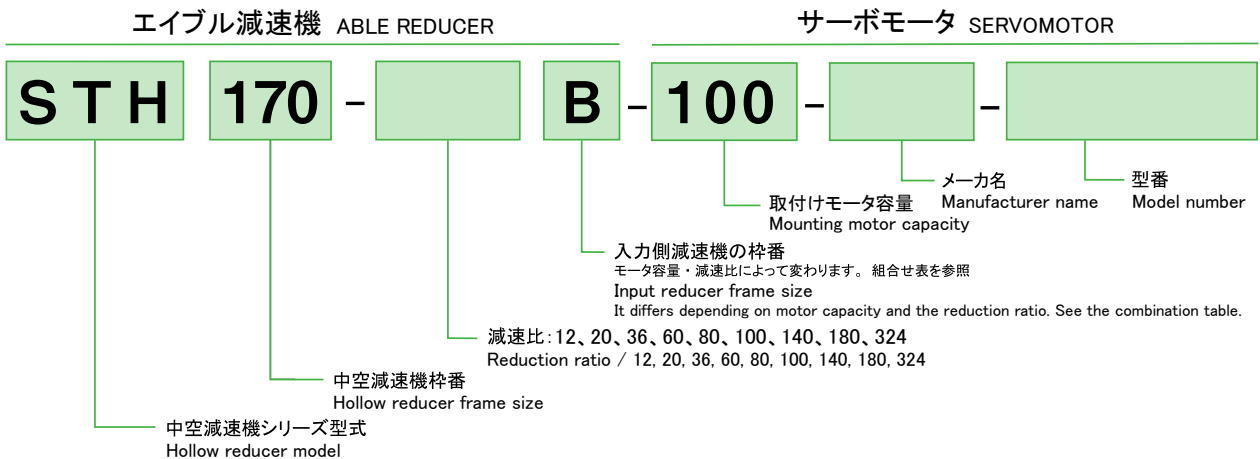 エイブル減速機 ABLE REDUCER
サーボモータ SERVOMOTOR
STH 170 - B - 100 - -
メーカ名
Manufacturer name
型番
Model number
取付けモータ容量
Mounting motor capacity
入力側減速機の枠番
モータ容量・減速比によって変わります。 組合せ表を参照
Input reducer frame size
It differs depending on motor capacity and the reduction ratio. See the combination table.
減速比：12、20、36、60、80、100、140、180、324
Reduction ratio / 12, 20, 36, 60, 80, 100, 140, 180, 324
中空減速機枠番
Hollow reducer frame size
中空減速機シリーズ型式
Hollow reducer model